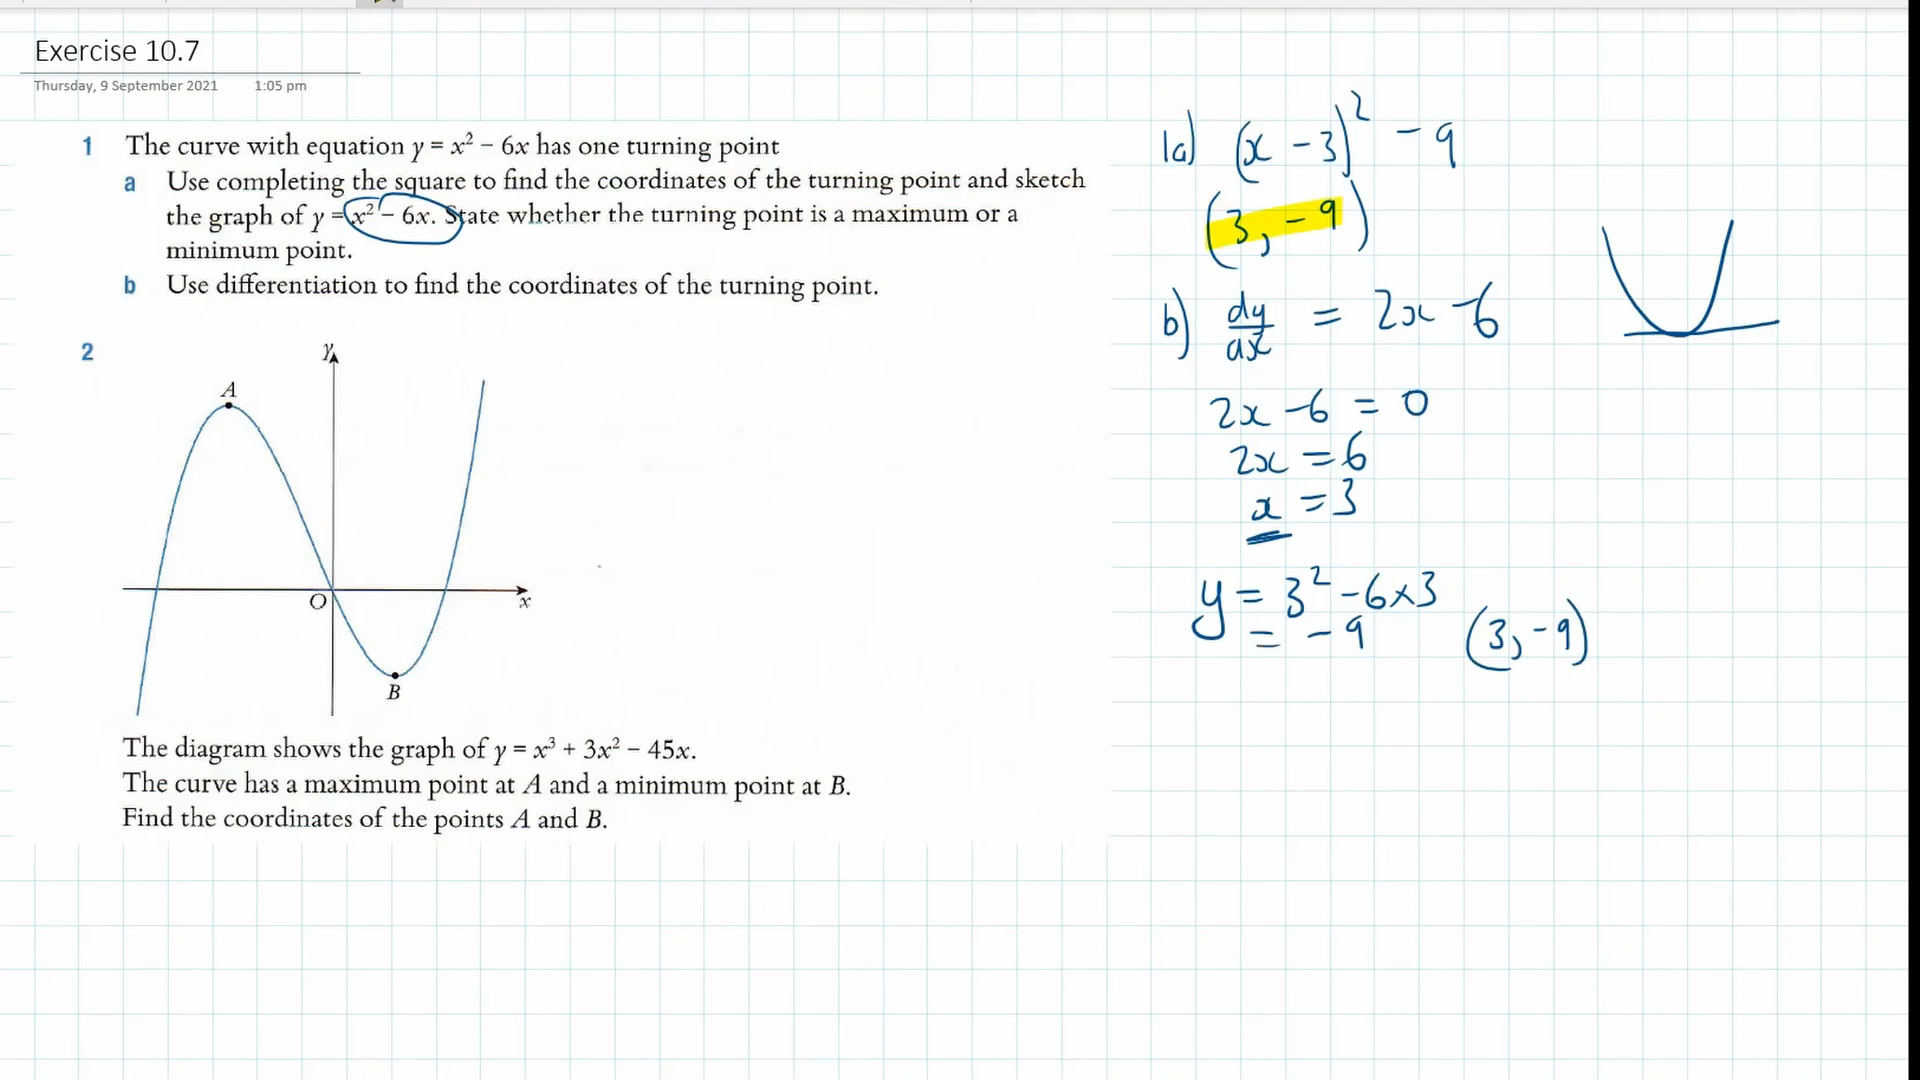 Exercise 10.7
Thursday, 9 September 2021 1:05 pm
1 The curve with equation y = x² − 6x has one turning point
a Use completing the square to find the coordinates of the turning point and sketch
the graph of y = x² − 6x. State whether the turning point is a maximum or a
minimum point.
b Use differentiation to find the coordinates of the turning point.
2
y
A
O
x
B
The diagram shows the graph of y = x³ + 3x² − 45x.
The curve has a maximum point at A and a minimum point at B.
Find the coordinates of the points A and B.
1a) (x − 3)² − 9
(3, − 9)
b) dy/dx = 2x − 6
2x − 6 = 0
2x = 6
x = 3
y = 3² − 6 × 3
= − 9 (3, − 9)